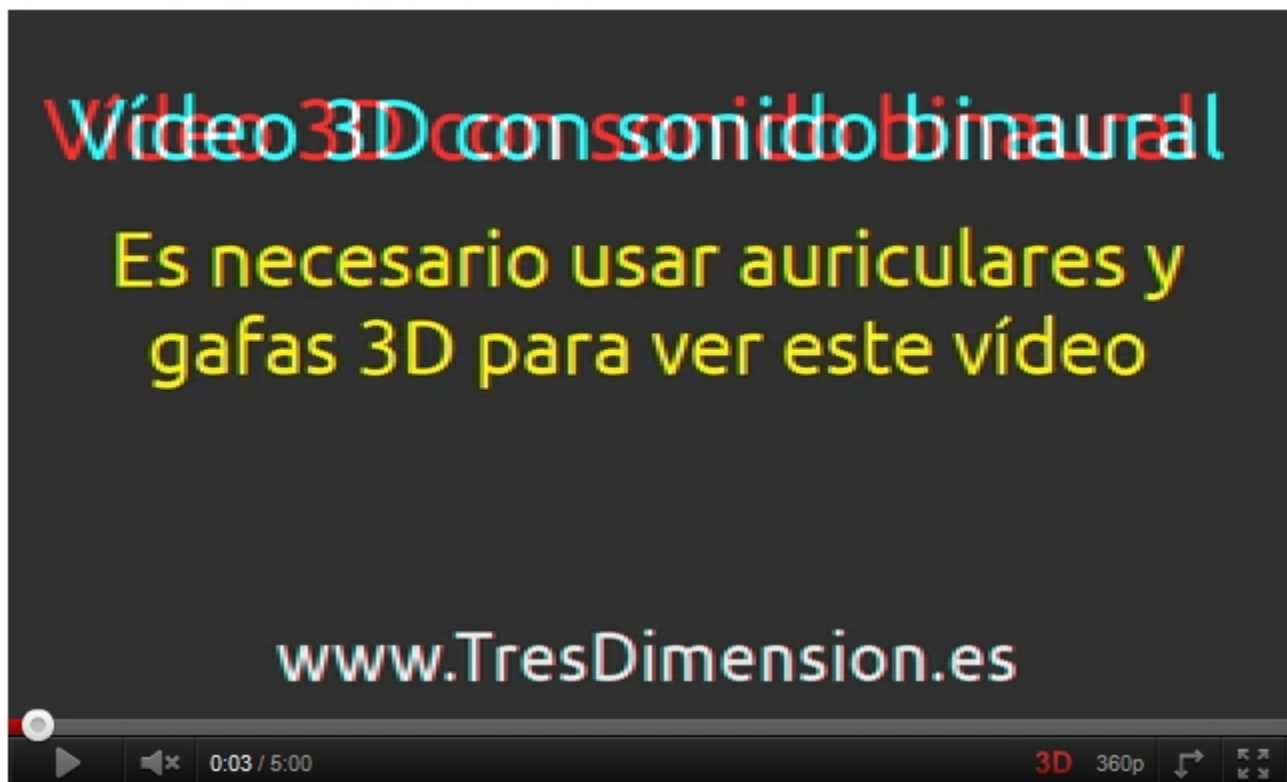 Vídeo 3D con sonido binaural
Es necesario usar auriculares y
gafas 3D para ver este vídeo
www.TresDimension.es
0:03 / 5:00
3D 360p